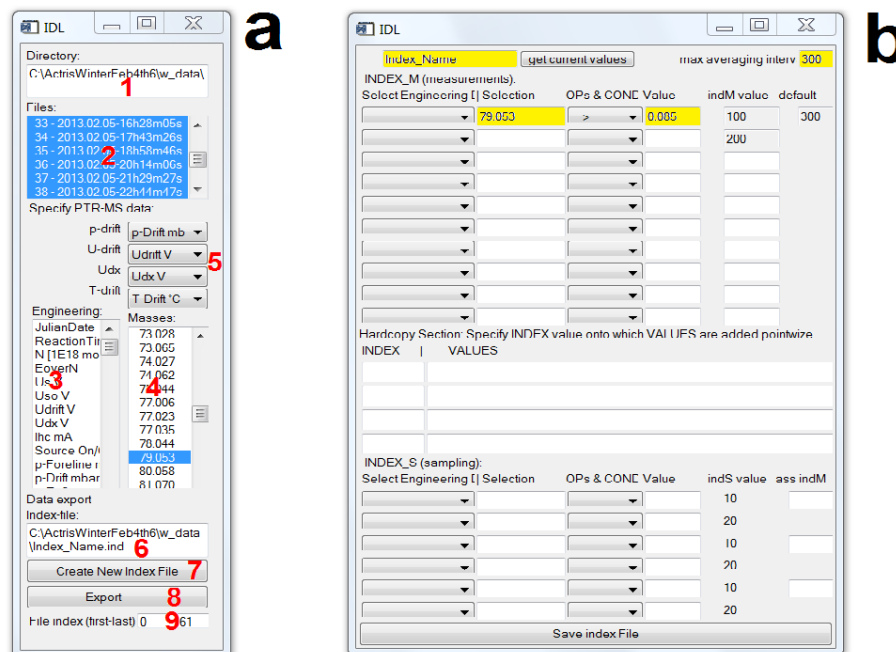 a
IDL
Directory:
C:\ActrisWinterFeb4th6\w_data\
1
Files:
33 - 2013.02.05-16h28m05s
34 - 2013.02.05-17h43m26s
35 - 2013.02.05-18h58m46s
36 - 2013.02.05-20h14m06s
37 - 2013.02.05-21h29m27s
38 - 2013.02.05-22h44m47s
2
Specify PTR-MS data:
p-drift p-Drift mb
U-drift Udrift V
Udx Udx V
T-drift T Drift °C
5
Engineering:
JulianDate
ReactionTir
N [1E18 mo
EoverN
Us
Uso V
Udrift V
Udx V
Ihc mA
Source On/
p-Foreline r
p-Drift mbar
3
Masses:
73.028
73.065
74.027
74.062
044
77.006
77.023
77.035
78.044
79.053
80.058
81.070
4
Data export
Index-file:
C:\ActrisWinterFeb4th6\w_data
\Index_Name.ind
6
Create New Index File 7
Export 8
File index (first-last) 0 61
9
b
IDL
Index_Name get current values max averaging interv 300
INDEX_M (measurements):
Select Engineering [| Selection OPs & COND Value indM value default
79.053 > 0.085 100 300
200
Hardcopy Section: Specify INDEX value onto which VALUES are added pointwize
INDEX | VALUES
INDEX_S (sampling):
Select Engineering [| Selection OPs & COND Value indS value ass indM
10
20
10
20
10
20
Save index File